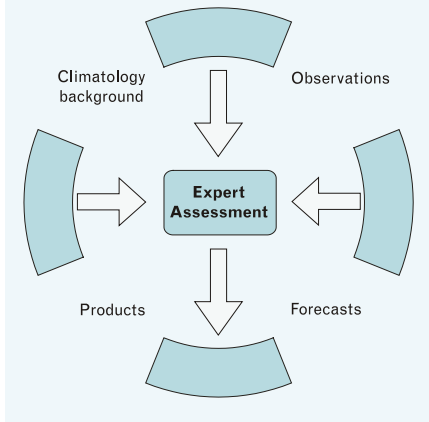 Climatology
background
Observations
Expert
Assessment
Products
Forecasts